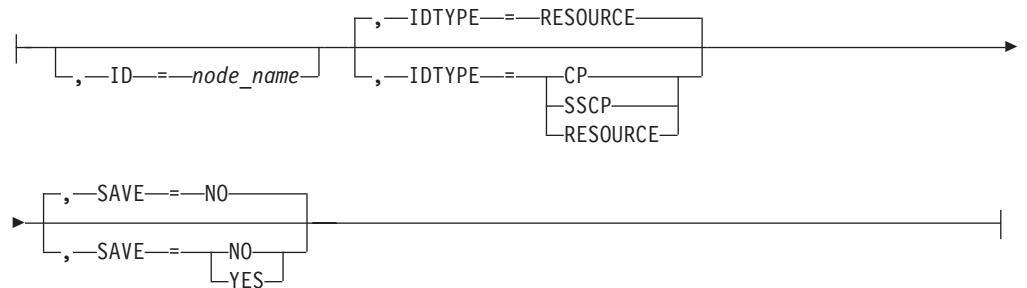 , IDTYPE = RESOURCE
, ID = node_name
, IDTYPE = CP
SSCP
RESOURCE
, SAVE = NO
, SAVE = NO
YES